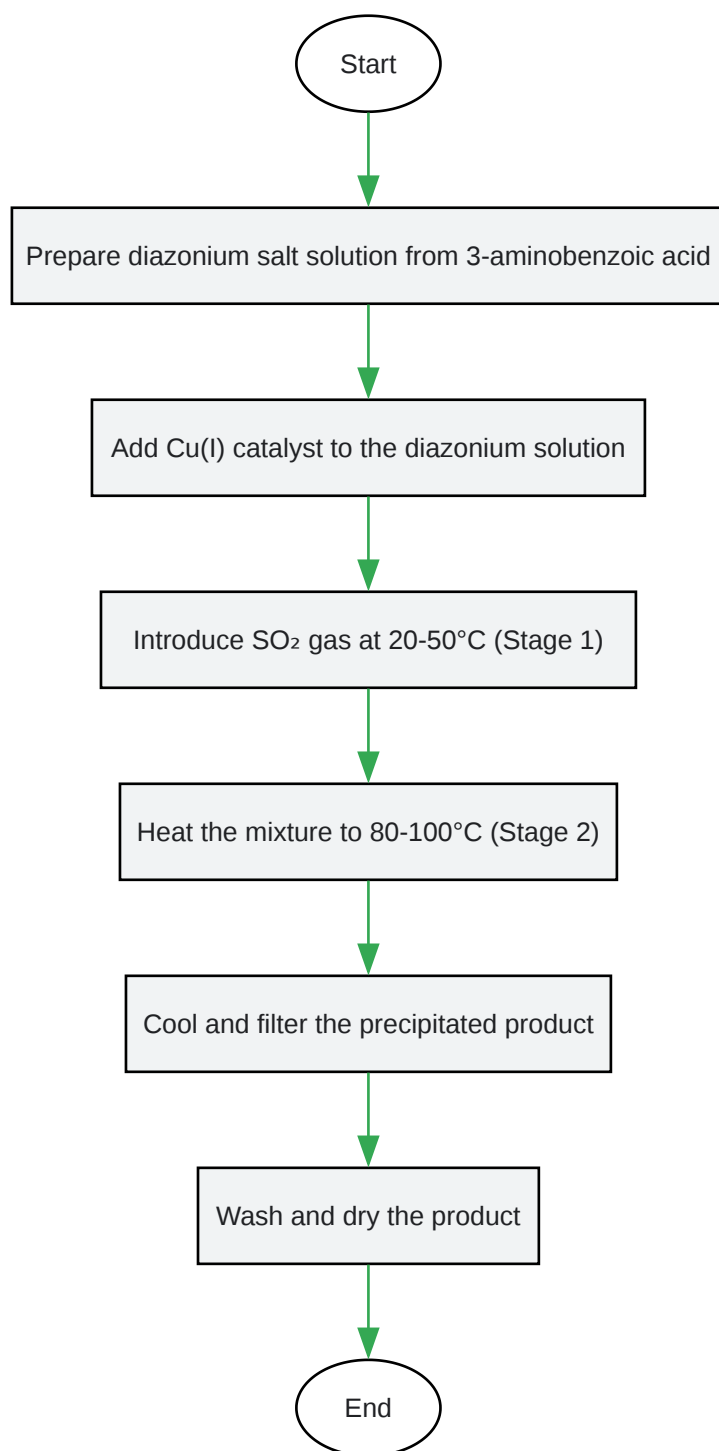 Start
Prepare diazonium salt solution from 3-aminobenzoic acid
Add Cu(I) catalyst to the diazonium solution
Introduce SO₂ gas at 20-50°C (Stage 1)
Heat the mixture to 80-100°C (Stage 2)
Cool and filter the precipitated product
Wash and dry the product
End